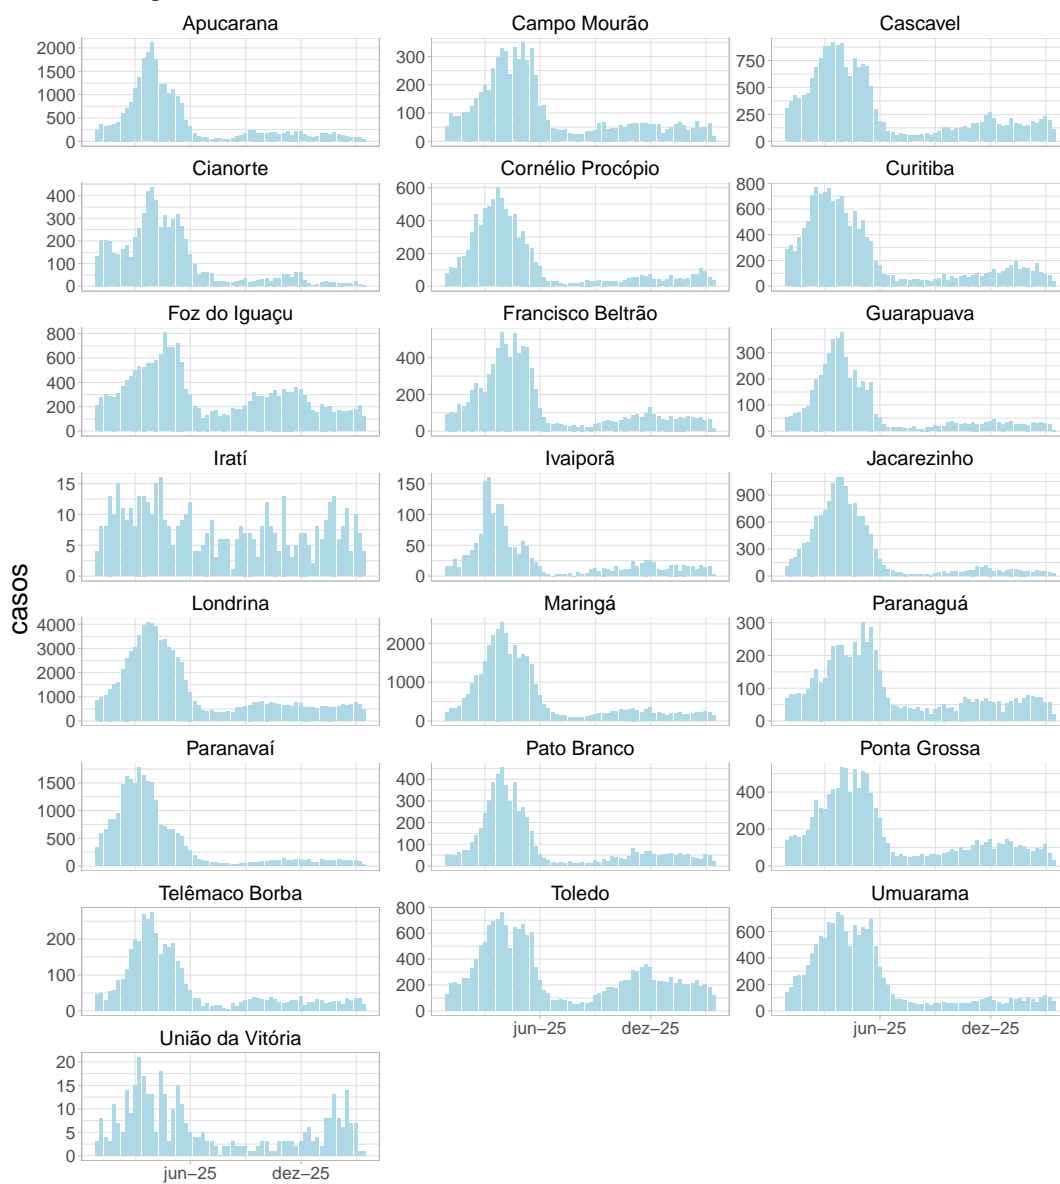 Apucarana Campo Mourão Cascavel
2000 1500 1000 500 0
300 200 100 0
750 500 250 0
Cianorte Cornélio Procópio Curitiba
400 300 200 100 0
600 400 200 0
800 600 400 200 0
Foz do Iguaçu Francisco Beltrão Guarapuava
800 600 400 200 0
400 200 0
300 200 100 0
Iratí Ivaiporã Jacarezinho
15 10 5 0
150 100 50 0
900 600 300 0
casos
Londrina Maringá Paranaguá
4000 3000 2000 1000 0
2000 1000 0
300 200 100 0
Paranavaí Pato Branco Ponta Grossa
1500 1000 500 0
400 300 200 100 0
400 200 0
Telêmaco Borba Toledo Umuarama
200 100 0
800 600 400 200 0
600 400 200 0
jun−25 dez−25 jun−25 dez−25
União da Vitória
20 15 10 5 0
jun−25 dez−25